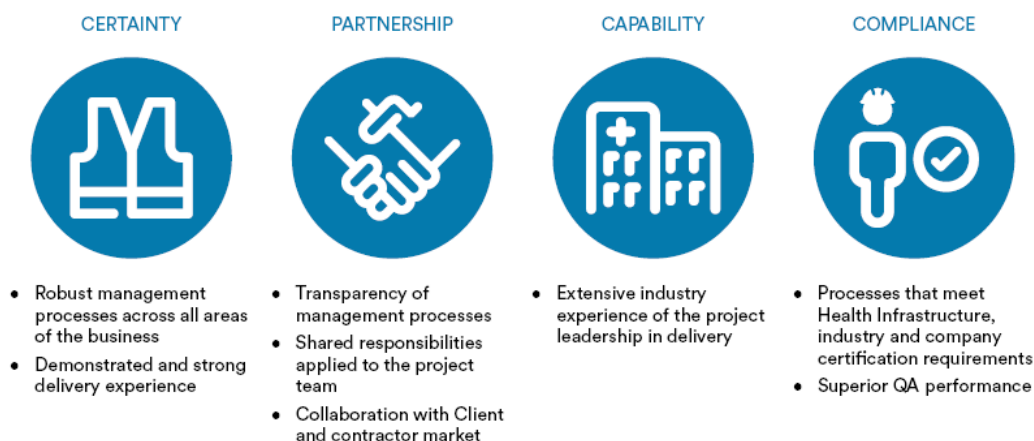 CERTAINTY
• Robust management
processes across all areas
of the business
• Demonstrated and strong
delivery experience
PARTNERSHIP
• Transparency of
management processes
• Shared responsibilities
applied to the project
team
• Collaboration with Client
and contractor market
CAPABILITY
• Extensive industry
experience of the project
leadership in delivery
COMPLIANCE
• Processes that meet
Health Infrastructure,
industry and company
certification requirements
• Superior QA performance